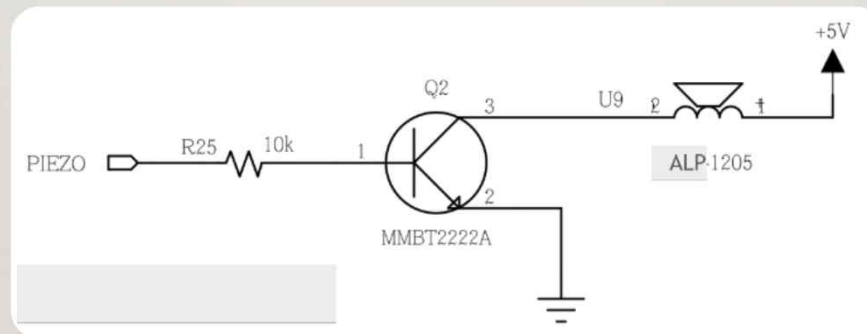 +5V
Q2
3
U9
2
1
R25
10k
1
PIEZO
ALP-1205
2
MMBT2222A